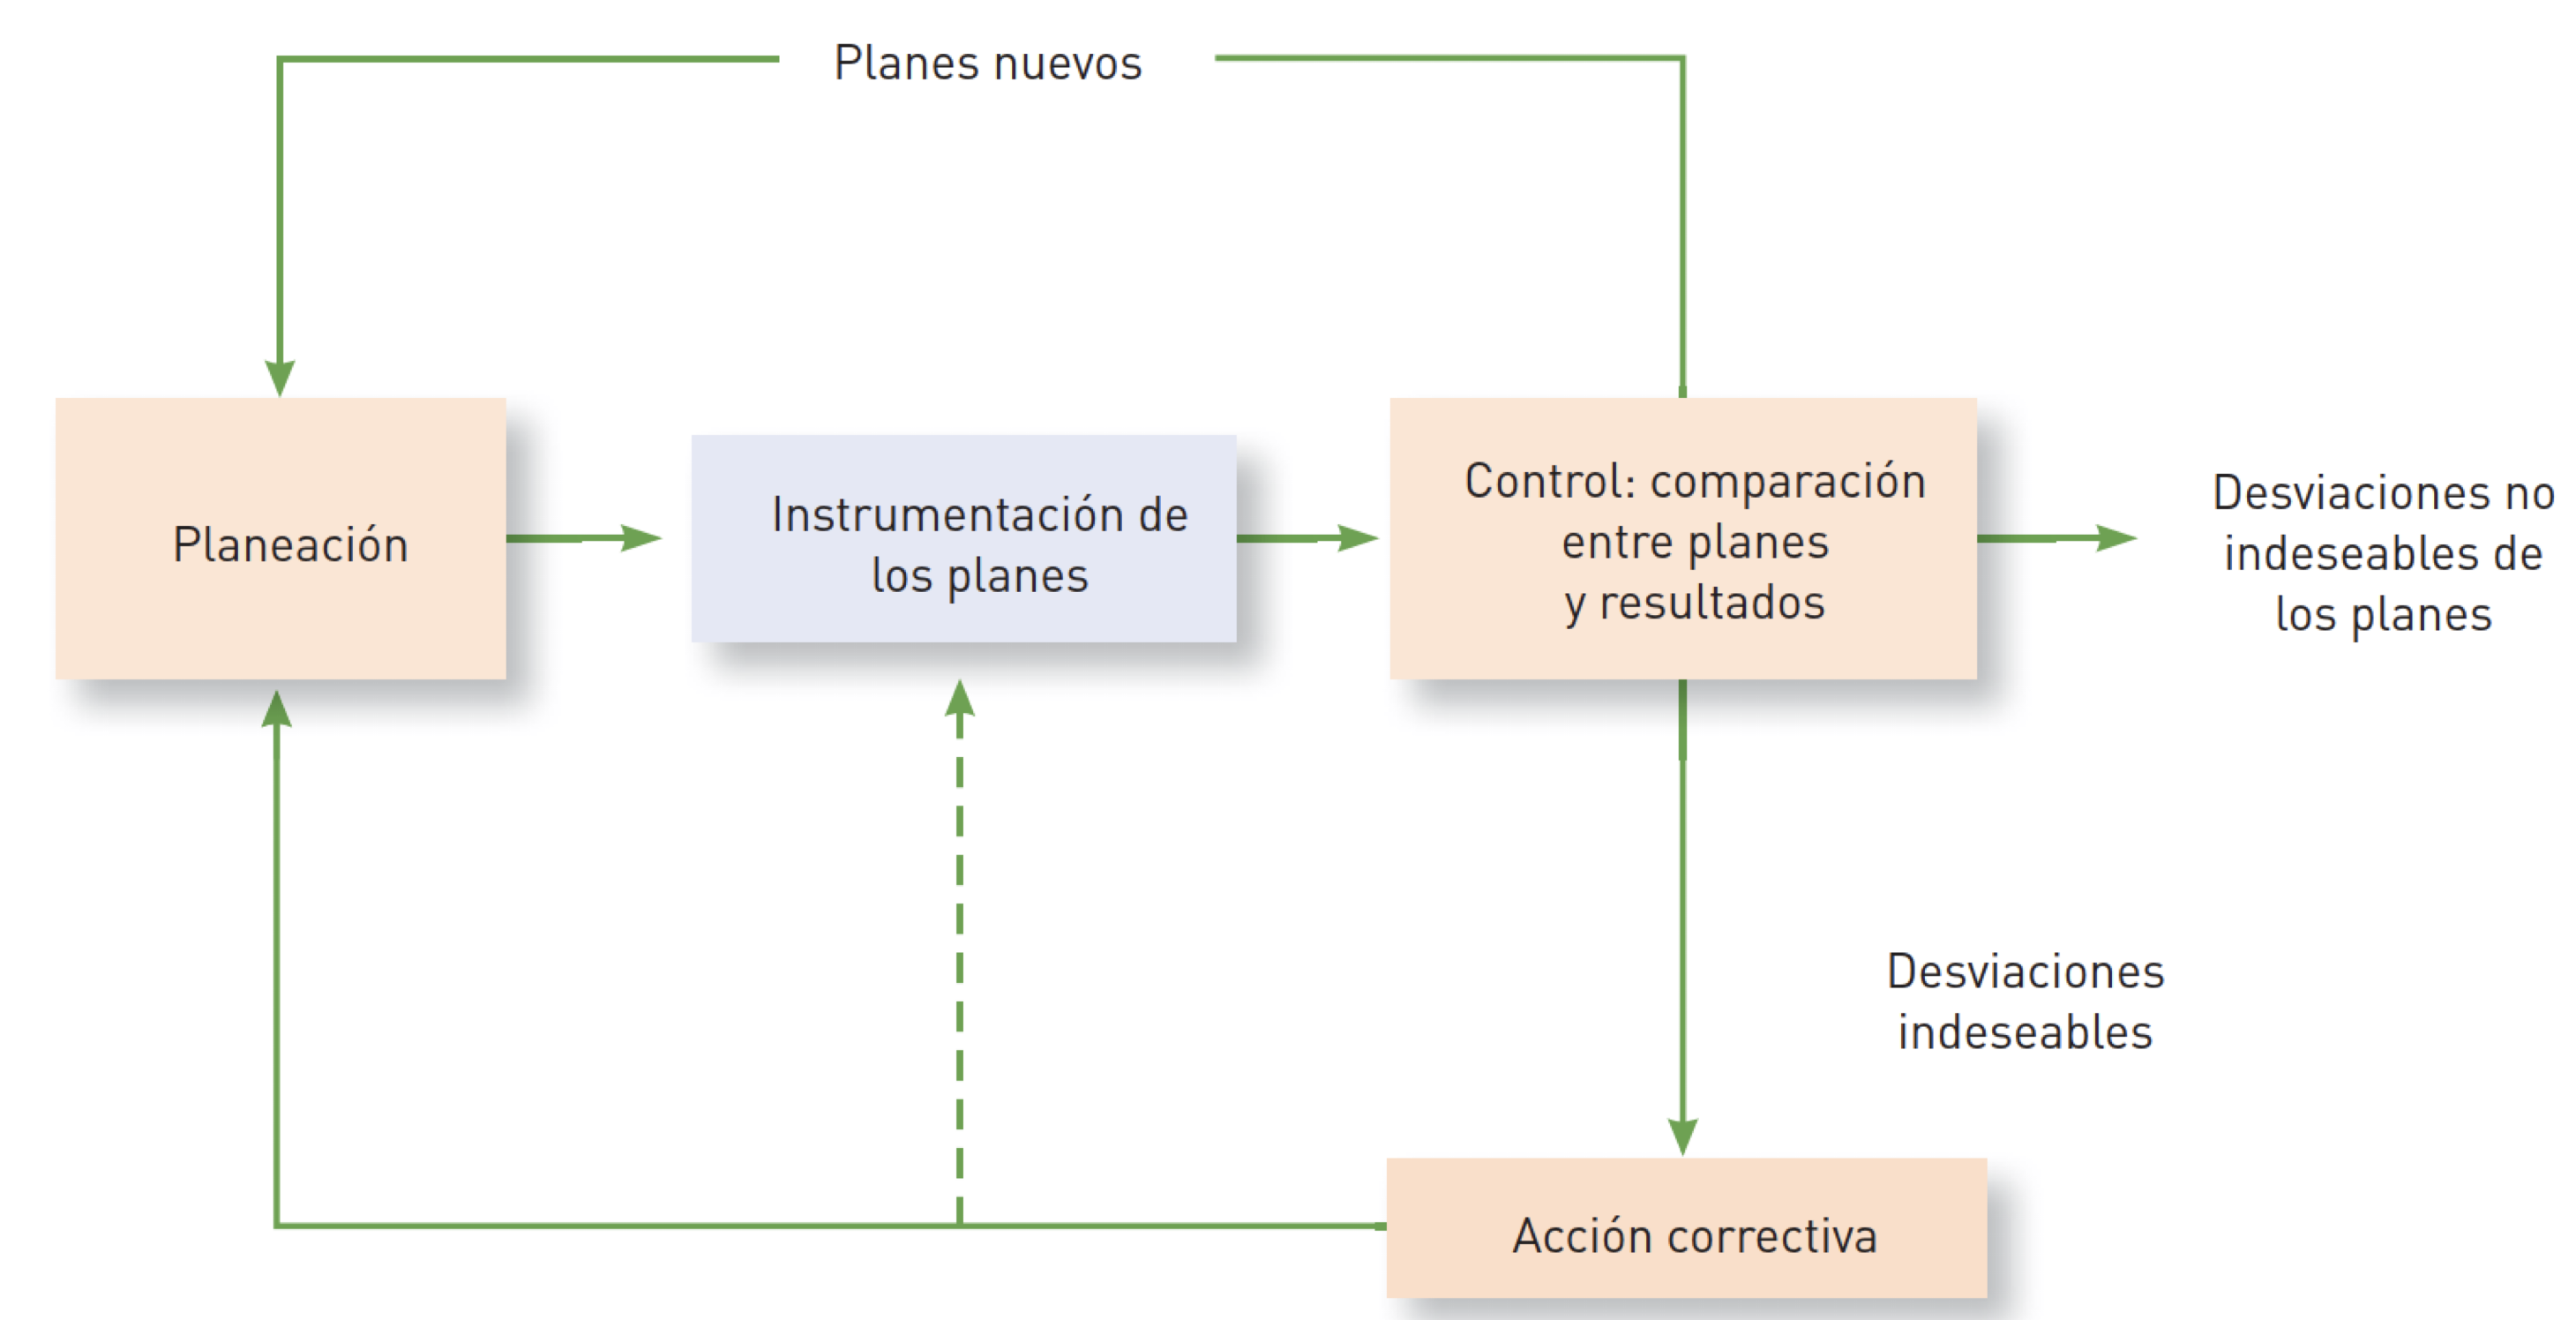 Planes nuevos
Planeación
Instrumentación de
los planes
Control: comparación
entre planes
y resultados
Desviaciones no
indeseables de
los planes
Desviaciones
indeseables
Acción correctiva